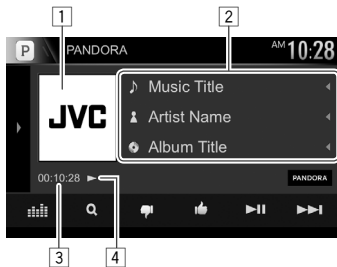 1
2
P
PANDORA
AM 10:28
JVC
Music Title
Artist Name
Album Title
00:10:28
PANDORA
3
4